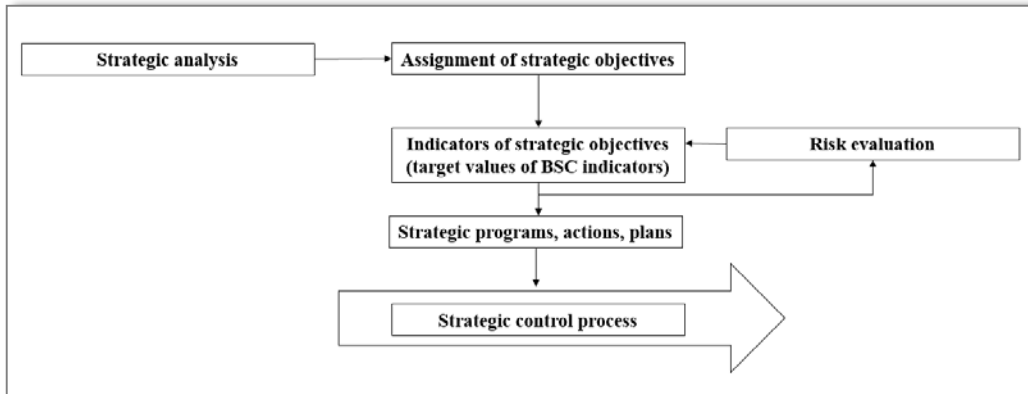 Strategic analysis
Assignment of strategic objectives
Indicators of strategic objectives
(target values of BSC indicators)
Risk evaluation
Strategic programs, actions, plans
Strategic control process